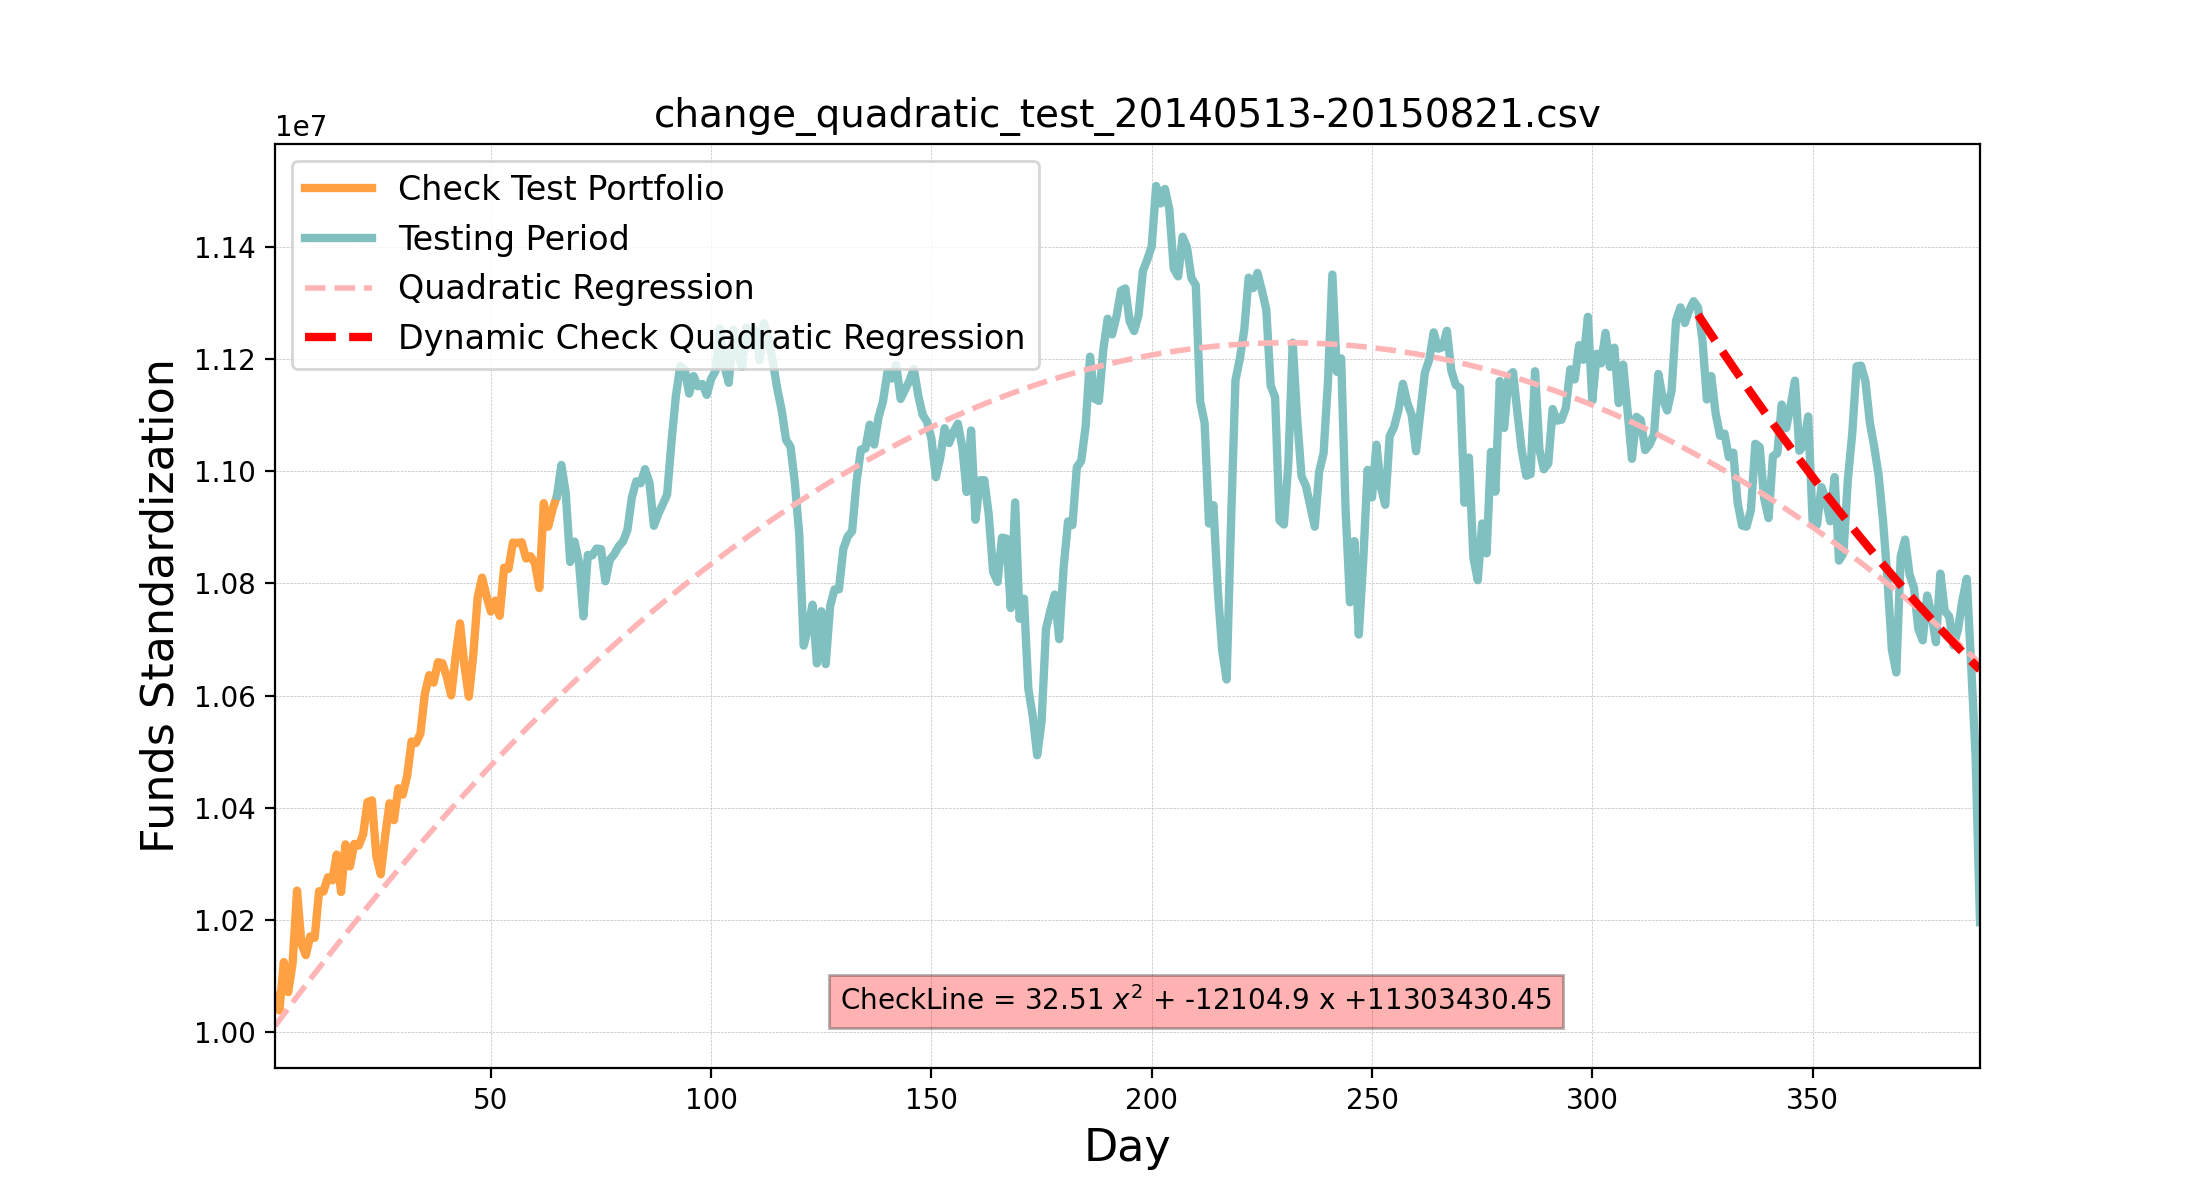 change_quadratic_test_20140513-20150821.csv
1e7
Check Test Portfolio
Testing Period
Quadratic Regression
Dynamic Check Quadratic Regression
Funds Standardization
1.14
1.12
1.10
1.08
1.06
1.04
1.02
1.00
CheckLine = 32.51 x² + -12104.9 x +11303430.45
50 100 150 200 250 300 350
Day